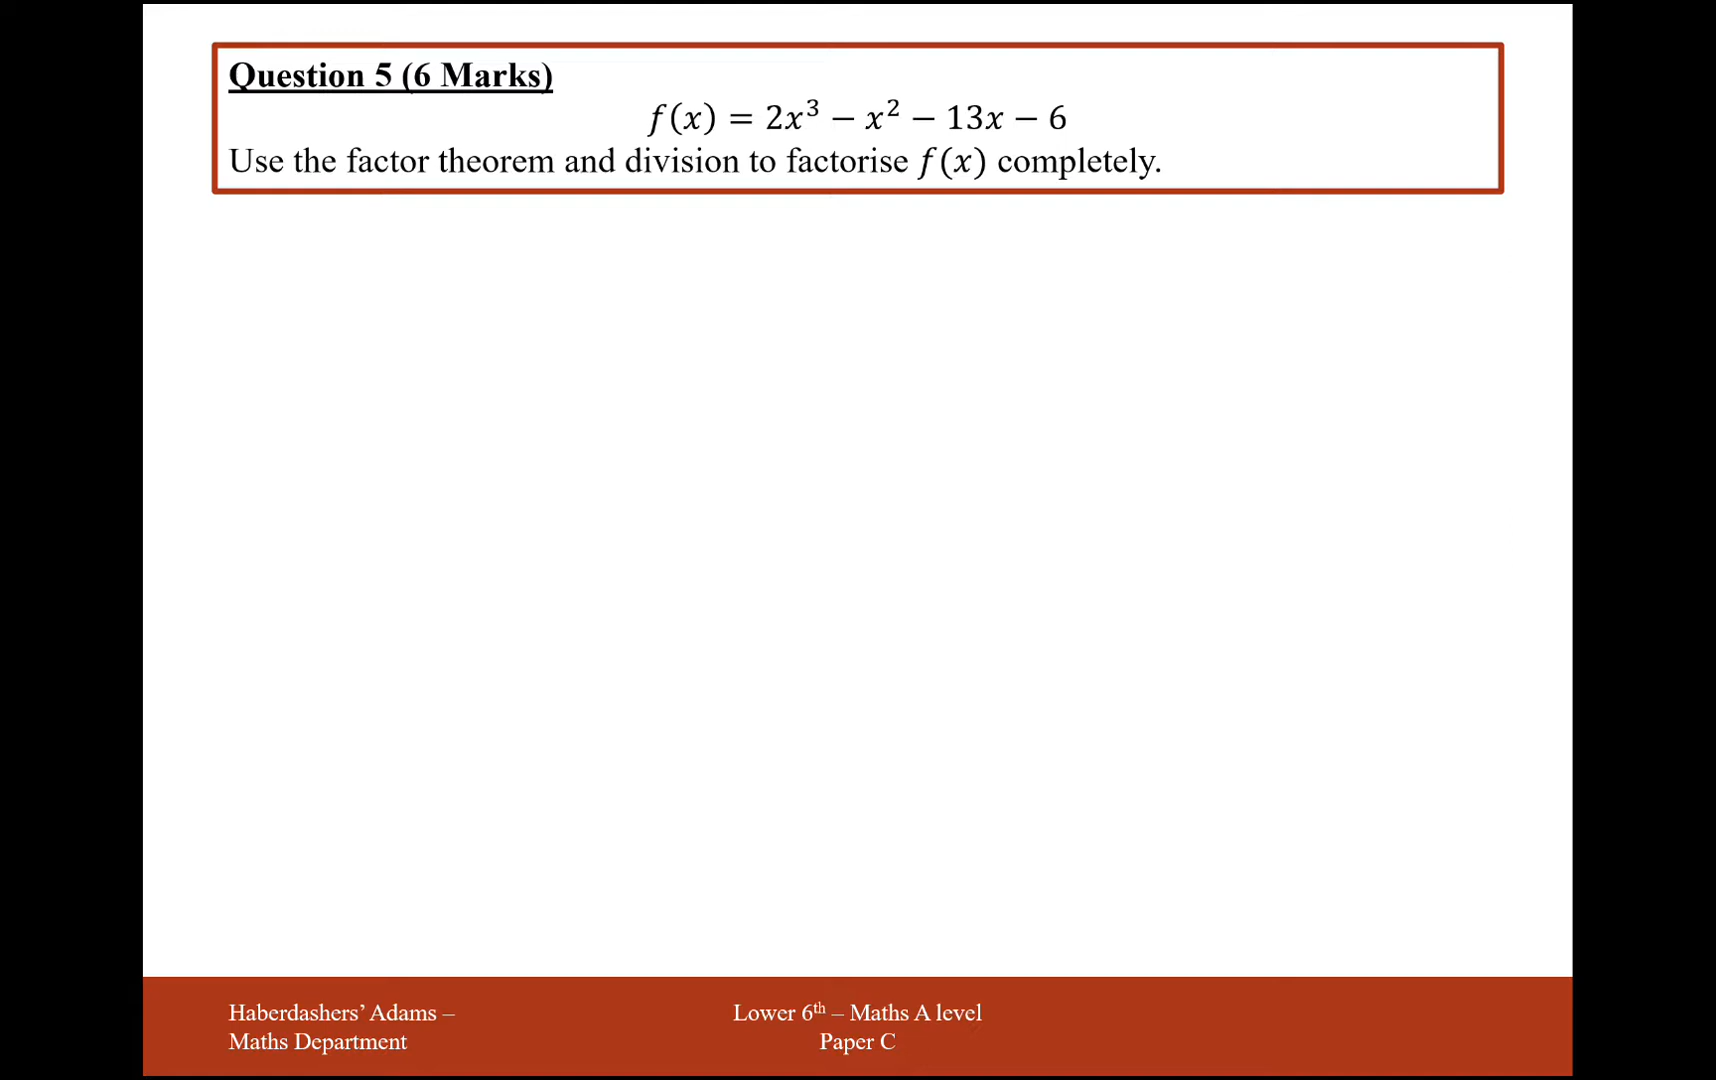 Question 5 (6 Marks)
𝑓(𝑥) = 2𝑥³ − 𝑥² − 13𝑥 − 6
Use the factor theorem and division to factorise 𝑓(𝑥) completely.
Haberdashers’ Adams –
Maths Department
Lower 6ᵗʰ – Maths A level
Paper C